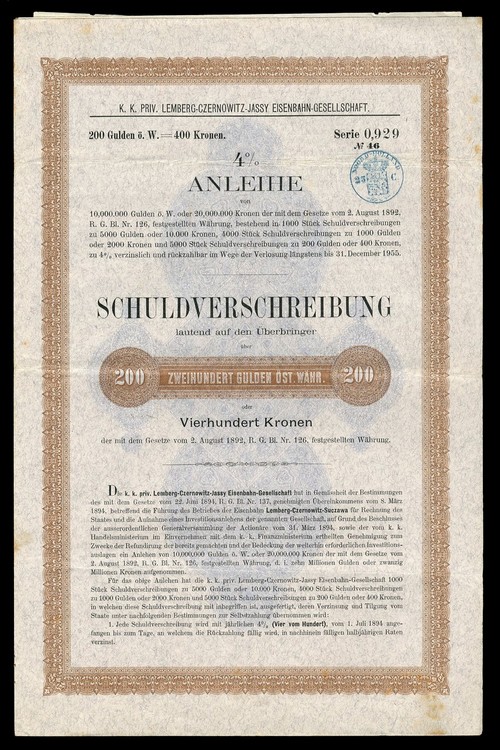 K. K. PRIV. LEMBERG-CZERNOWITZ-JASSY EISENBAHN-GESELLSCHAFT.
200 Gulden ö. W.=400 Kronen.
Serie 0,929
№ 46
4%
ANLEIHE
von
10,000.000 Gulden ö. W. oder 20,000.000 Kronen der mit dem Gesetze vom 2. August 1892,
R. G. Bl. Nr. 126, festgestellten Währung, bestehend in 1000 Stück Schuldverschreibungen
zu 5000 Gulden oder 10.000 Kronen, 4000 Stück Schuldverschreibungen zu 1000 Gulden
oder 2000 Kronen und 5000 Stück Schuldverschreibungen zu 200 Gulden oder 400 Kronen,
zu 4% verzinslich und rückzahlbar im Wege der Verlosung längstens bis 31. December 1955.
SCHULDVERSCHREIBUNG
lautend auf den Überbringer
über
200 ZWEIHUNDERT GULDEN ÖST. WÄHR. 200
oder
Vierhundert Kronen
der mit dem Gesetze vom 2. August 1892, R. G. Bl. Nr. 126, festgestellten Währung.
Die k. k. priv. Lemberg-Czernowitz-Jassy Eisenbahn-Gesellschaft hat in Gemäßheit der Bestimmungen
des mit dem Gesetze vom 22. Juni 1894, R. G. Bl. Nr. 137, genehmigten Übereinkommens vom 8. März
1894, betreffend die Führung des Betriebes der Eisenbahn Lemberg-Czernowitz-Suczawa für Rechnung des
Staates und die Aufnahme eines Investitionsanlehens der genannten Gesellschaft, auf Grund des Beschlusses
der ausserordentlichen Generalversammlung der Actionäre vom 31. März 1894, sowie der vom k. k.
Handelsministerium im Einvernehmen mit dem k. k. Finanzministerium ertheilten Genehmigung zum
Zwecke der Refundirung der bereits gemachten und der Bedeckung der weiterhin erforderlichen Investitions-
auslagen ein Anlehen von 10,000.000 Gulden ö. W. oder 20,000.000 Kronen der mit dem Gesetze vom
2. August 1892, R. G. Bl. Nr. 126, festgestellten Währung, d. i. zehn Millionen Gulden oder zwanzig
Millionen Kronen aufgenommen.
Für das obige Anlehen hat die k. k. priv. Lemberg-Czernowitz-Jassy Eisenbahn-Gesellschaft 1000
Stück Schuldverschreibungen zu 5000 Gulden oder 10.000 Kronen, 4000 Stück Schuldverschreibungen
zu 1000 Gulden oder 2000 Kronen und 5000 Stück Schuldverschreibungen zu 200 Gulden oder 400 Kronen,
in welchen diese Schuldverschreibung mit inbegriffen ist, ausgefertigt, deren Verzinsung und Tilgung vom
Staate unter nachfolgenden Bestimmungen zur Selbstzahlung übernommen wird:
1. Jede Schuldverschreibung wird mit jährlichen 4% (Vier vom Hundert), vom 1. Juli 1894 ange-
fangen bis zum Tage, an welchem die Rückzahlung fällig wird, in nachhinein fälligen halbjährigen Raten
verzinst.